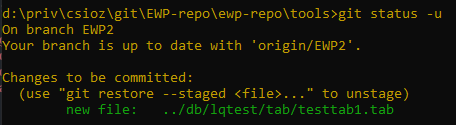 d:\priv\csioz\git\EWP-repo\ewp-repo\tools>git status -u
On branch EWP2
Your branch is up to date with 'origin/EWP2'.
Changes to be committed:
(use "git restore --staged <file>..." to unstage)
new file:   ../db/lqtest/tab/testtab1.tab